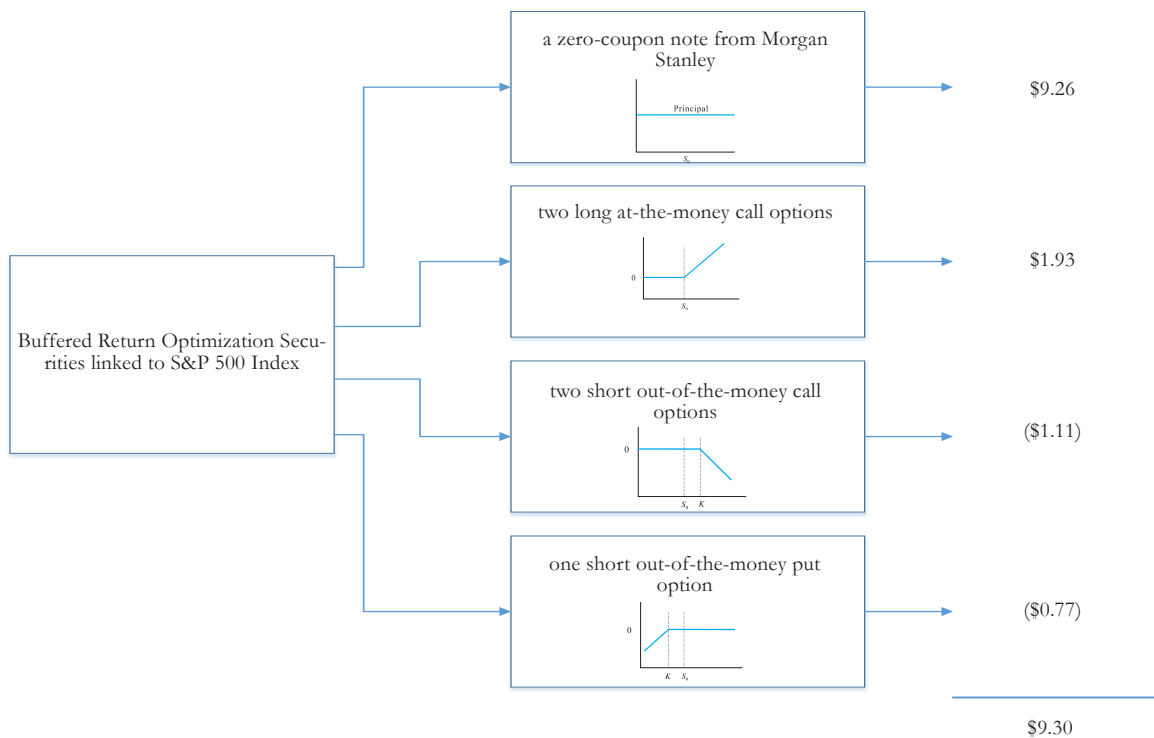 a zero-coupon note from Morgan
Stanley
Principal
S₀
$9.26
two long at-the-money call options
0
S₀
$1.93
Buffered Return Optimization Secu-
rities linked to S&P 500 Index
two short out-of-the-money call
options
0
S₀ K
($1.11)
one short out-of-the-money put
option
0
K S₀
($0.77)
$9.30